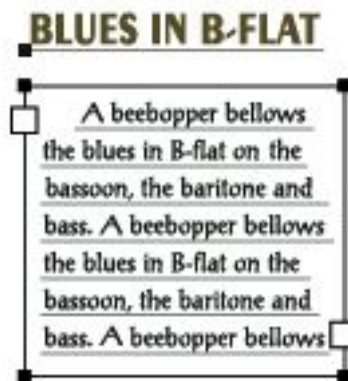 BLUES IN B-FLAT
A beebopper bellows
the blues in B-flat on the
bassoon, the baritone and
bass. A beebopper bellows
the blues in B-flat on the
bassoon, the baritone and
bass. A beebopper bellows